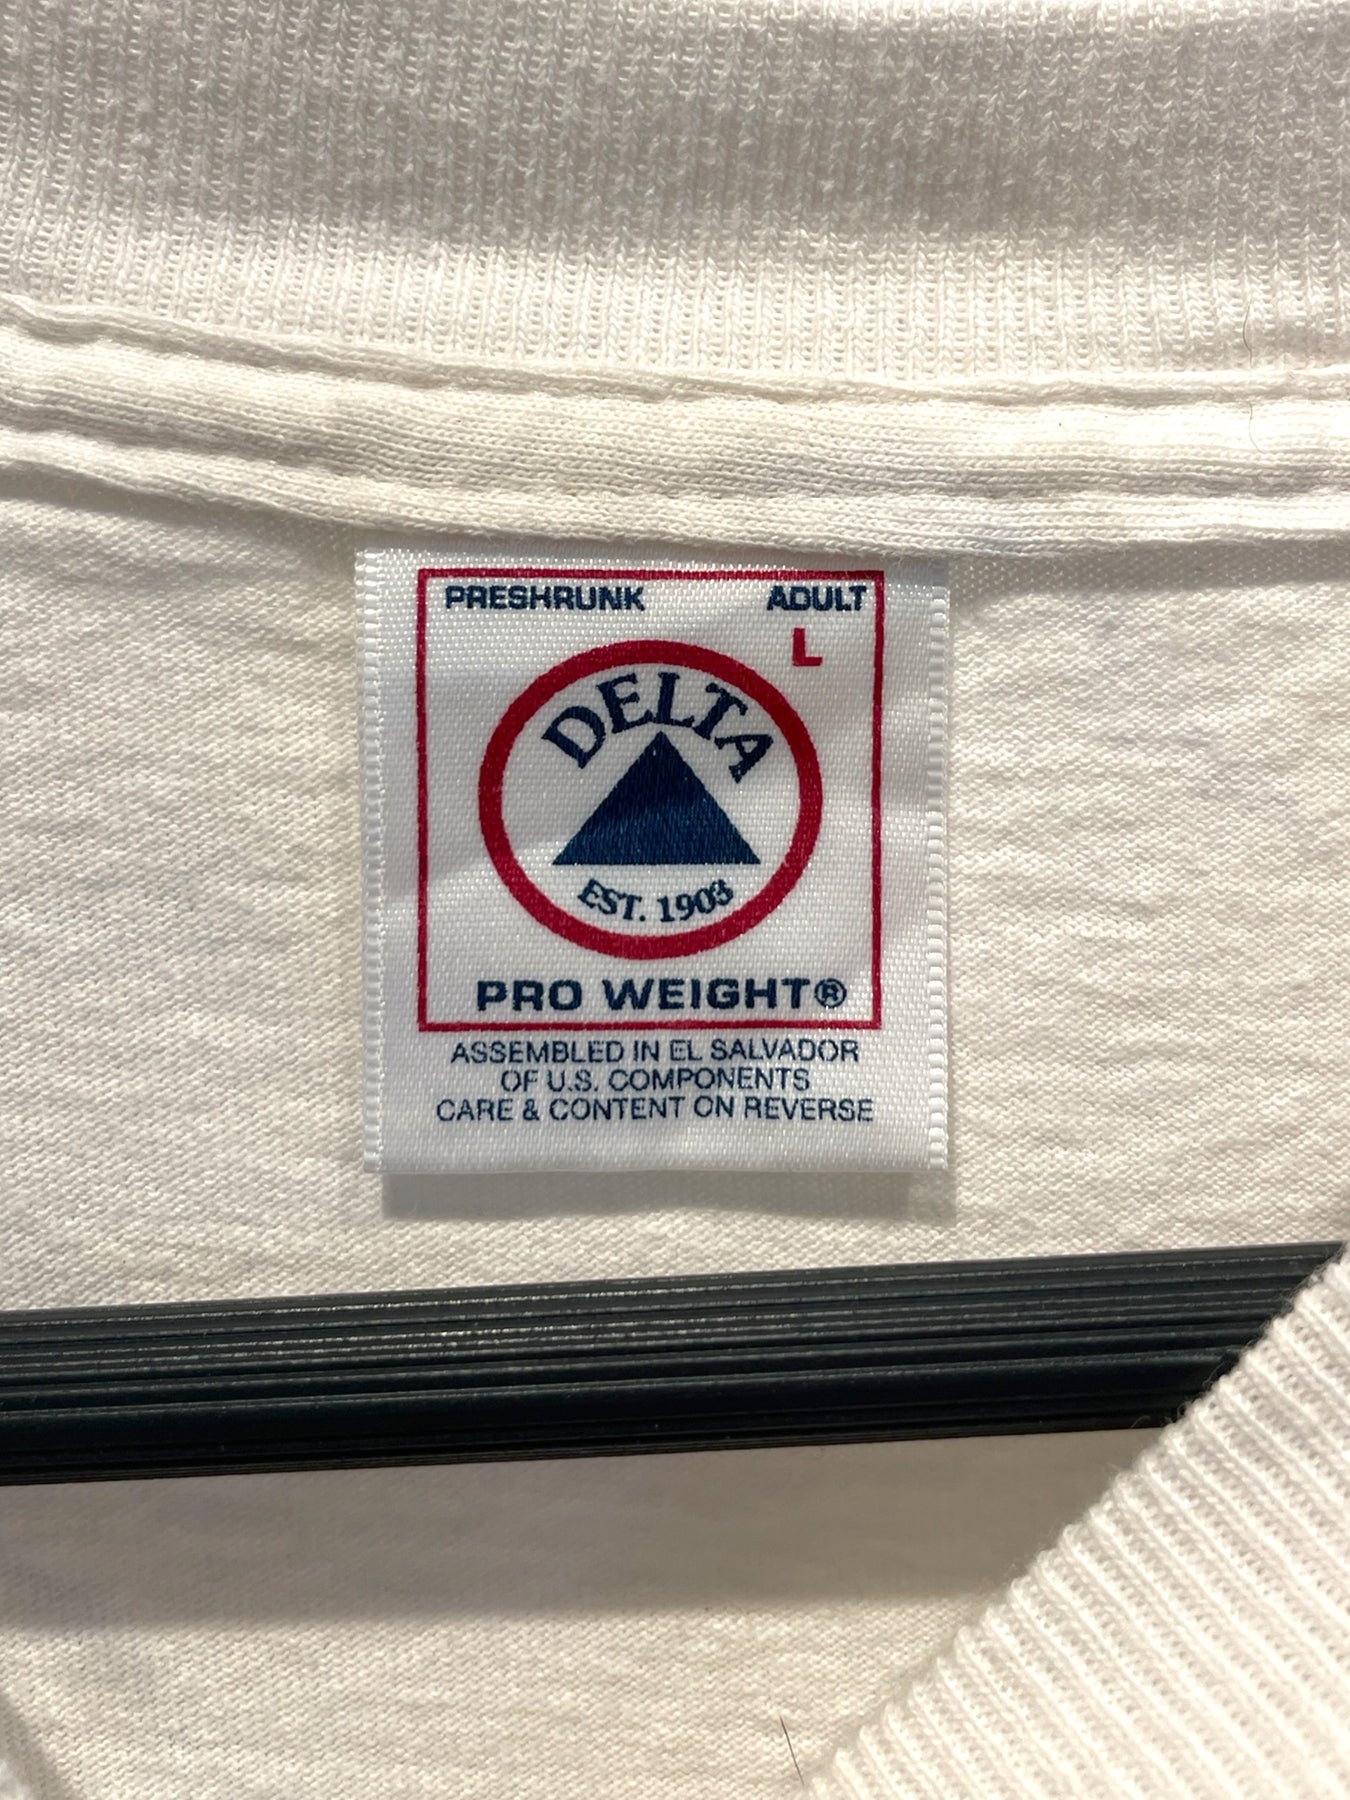 PRESHRUNK ADULT
L
DELTA
EST. 1903
PRO WEIGHT®
ASSEMBLED IN EL SALVADOR
OF U.S. COMPONENTS
CARE & CONTENT ON REVERSE